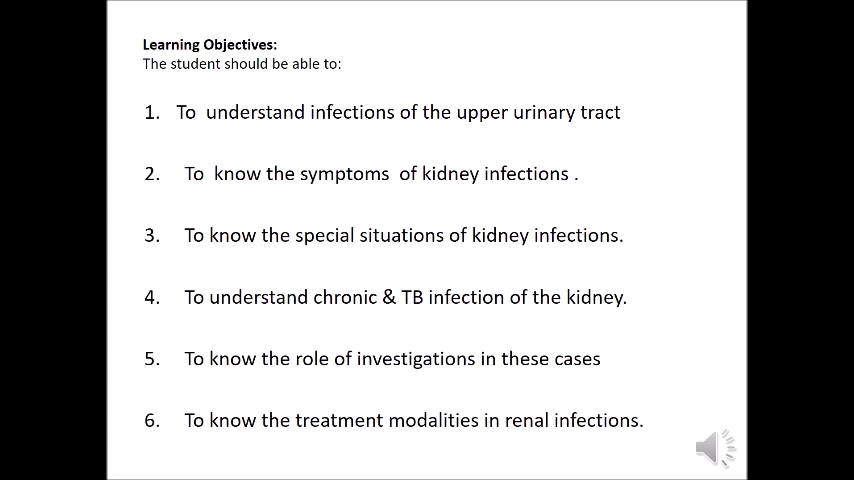 Learning Objectives:
The student should be able to:
1. To understand infections of the upper urinary tract
2. To know the symptoms of kidney infections .
3. To know the special situations of kidney infections.
4. To understand chronic & TB infection of the kidney.
5. To know the role of investigations in these cases
6. To know the treatment modalities in renal infections.